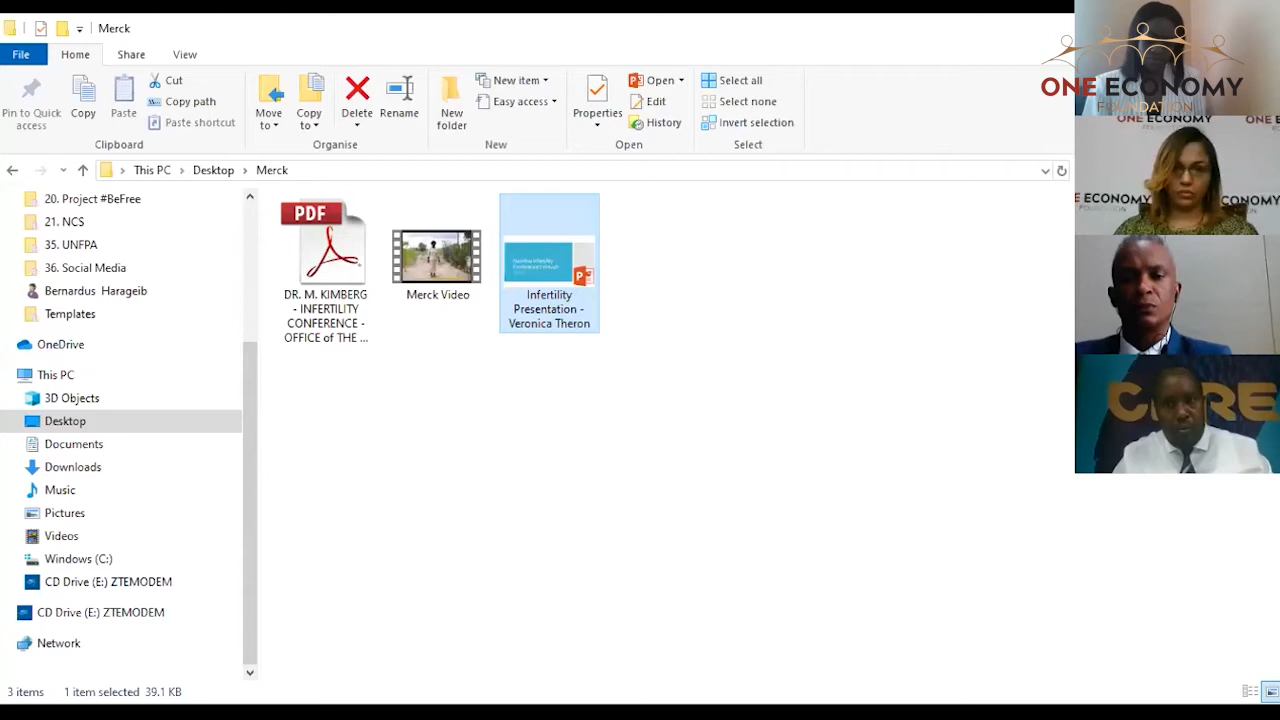 Merck
File
Home
Share
View
Pin to Quick
access
Copy
Paste
Cut
Copy path
Paste shortcut
Clipboard
Move
to
Copy
to
Delete
Rename
Organise
New
folder
New item
Easy access
New
Properties
Open
Edit
History
Open
Select all
Select none
Invert selection
Select
This PC > Desktop > Merck
20. Project #BeFree
21. NCS
35. UNFPA
36. Social Media
Bernardus Harageib
Templates
OneDrive
This PC
3D Objects
Desktop
Documents
Downloads
Music
Pictures
Videos
Windows (C:)
CD Drive (E:) ZTEMODEM
CD Drive (E:) ZTEMODEM
Network
PDF
DR. M. KIMBERG
- INFERTILITY
CONFERENCE -
OFFICE of THE ...
Merck Video
Infertility
Presentation -
Veronica Theron
3 items
1 item selected 39.1 KB
ONE ECONOMY
FOUNDATION
ONE ECONOMY
ONE ECONOMY
ECONOMY